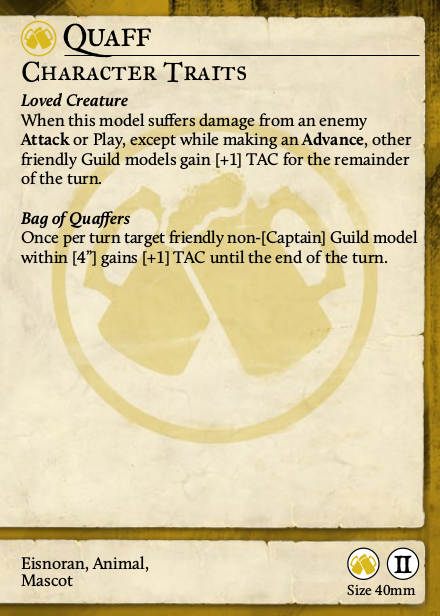 Quaff
Character Traits
Loved Creature
When this model suffers damage from an enemy
Attack or Play, except while making an Advance, other
friendly Guild models gain [+1] TAC for the remainder
of the turn.
Bag of Quaffers
Once per turn target friendly non-[Captain] Guild model
within [4”] gains [+1] TAC until the end of the turn.
Eisnoran, Animal,
Mascot
II
Size 40mm